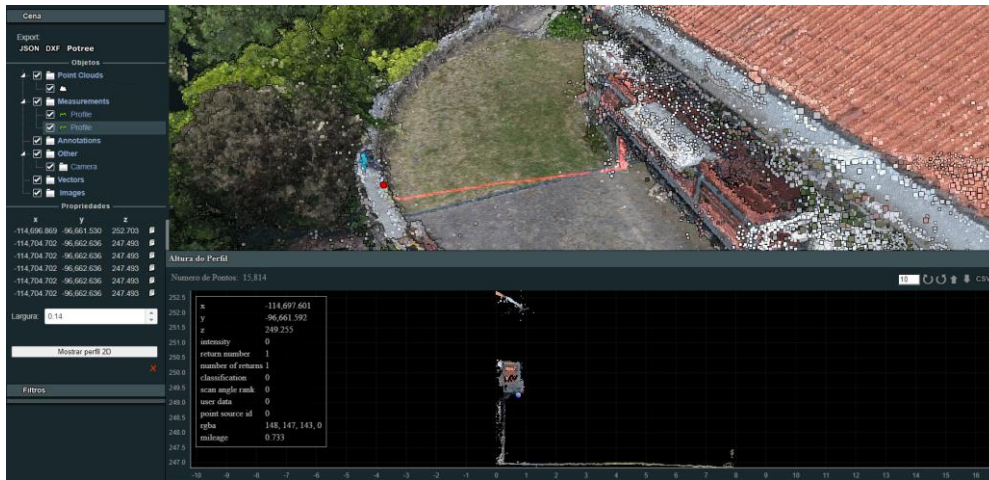 Cena
Export:
JSON DXF Potree
Objetos
Point Clouds
Measurements
Profile
Profile
Annotations
Other
Camera
Vectors
Images
Propriedades
x y z
-114,696.869 -96,661.530 252.703
-114,704.702 -96,662.636 247.493
-114,704.702 -96,662.636 247.493
-114,704.702 -96,662.636 247.493
-114,704.702 -96,662.636 247.493
-114,704.702 -96,662.636 247.493
Largura: 0.14
Mostrar perfil 2D
Filtros
Altura do Perfil
Numero de Pontos: 15,814
10 CSV
252.5
252.0
251.5
251.0
250.5
250.0
249.5
249.0
248.5
248.0
247.5
247.0
x -114,697.601
y -96,661.592
z 249.255
intensity 0
return number 1
number of returns 1
classification 0
scan angle rank 0
user data 0
point source id 0
rgba 148, 147, 143, 0
mileage 0.733
-10 -9 -8 -7 -6 -5 -4 -3 -2 -1 0 1 2 3 4 5 6 7 8 9 10 11 12 13 14 15 16